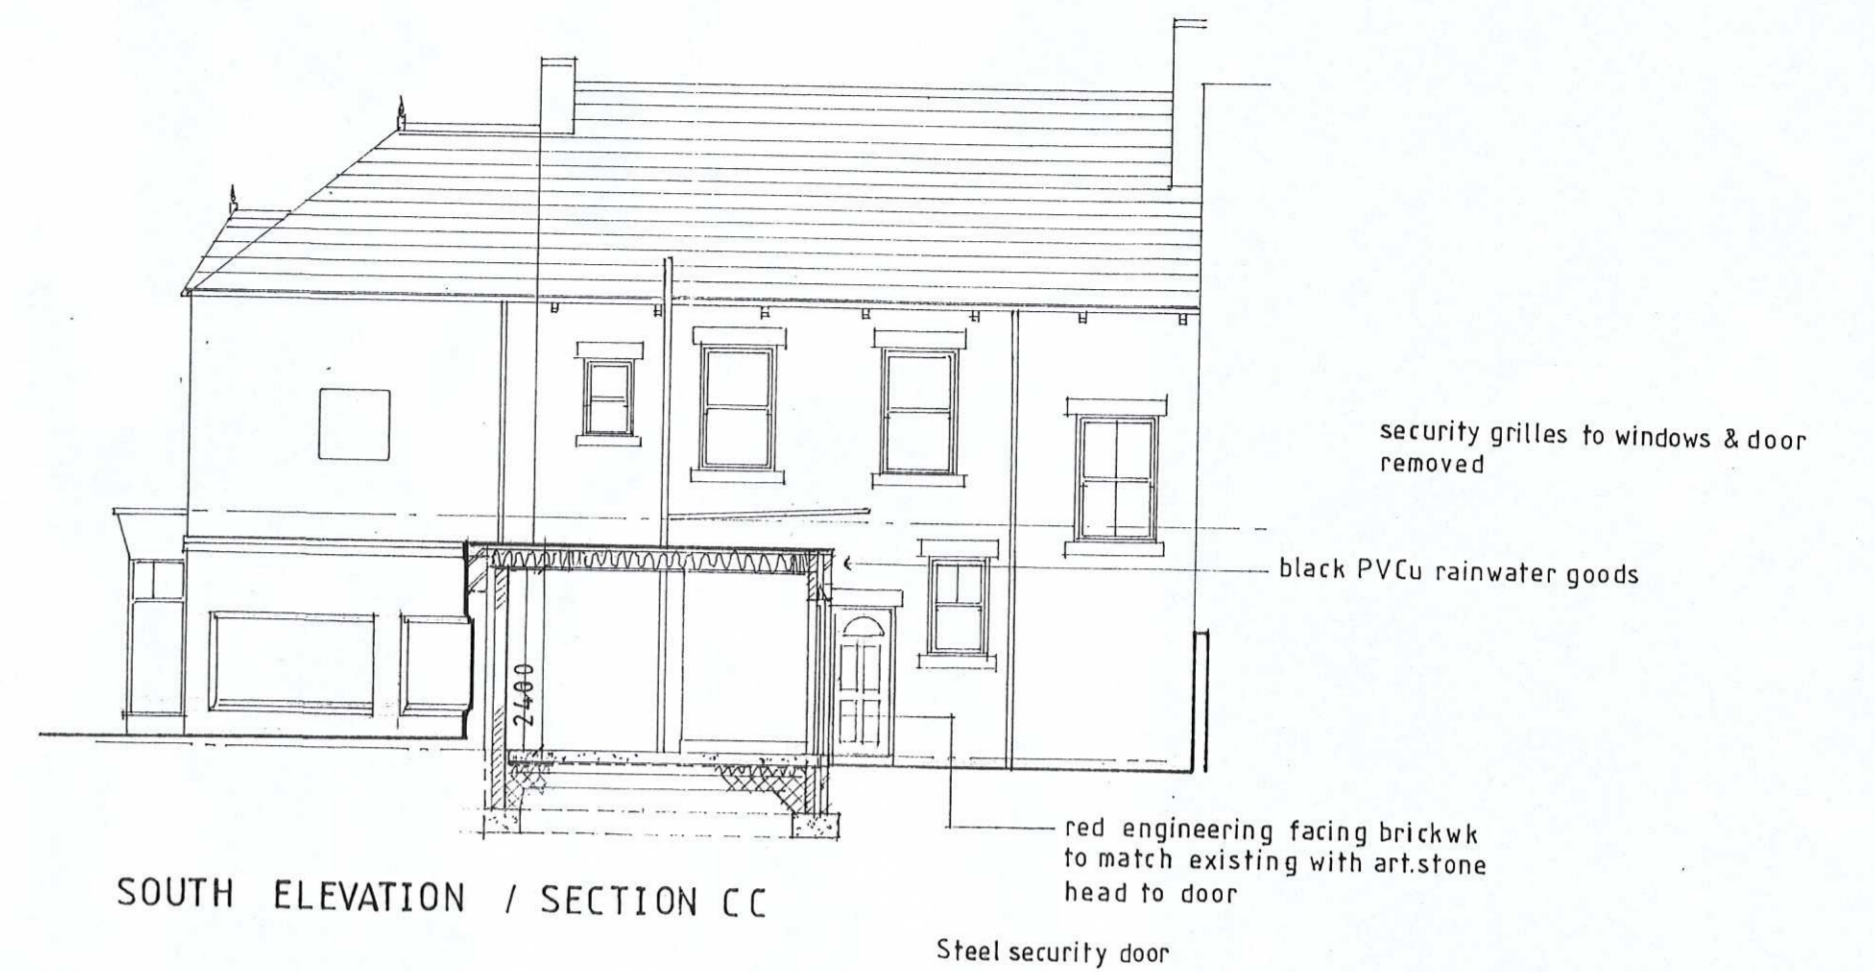 security grilles to windows & door
removed
black PVCu rainwater goods
2400
red engineering facing brickwk
to match existing with art.stone
head to door
SOUTH ELEVATION / SECTION CC
Steel security door